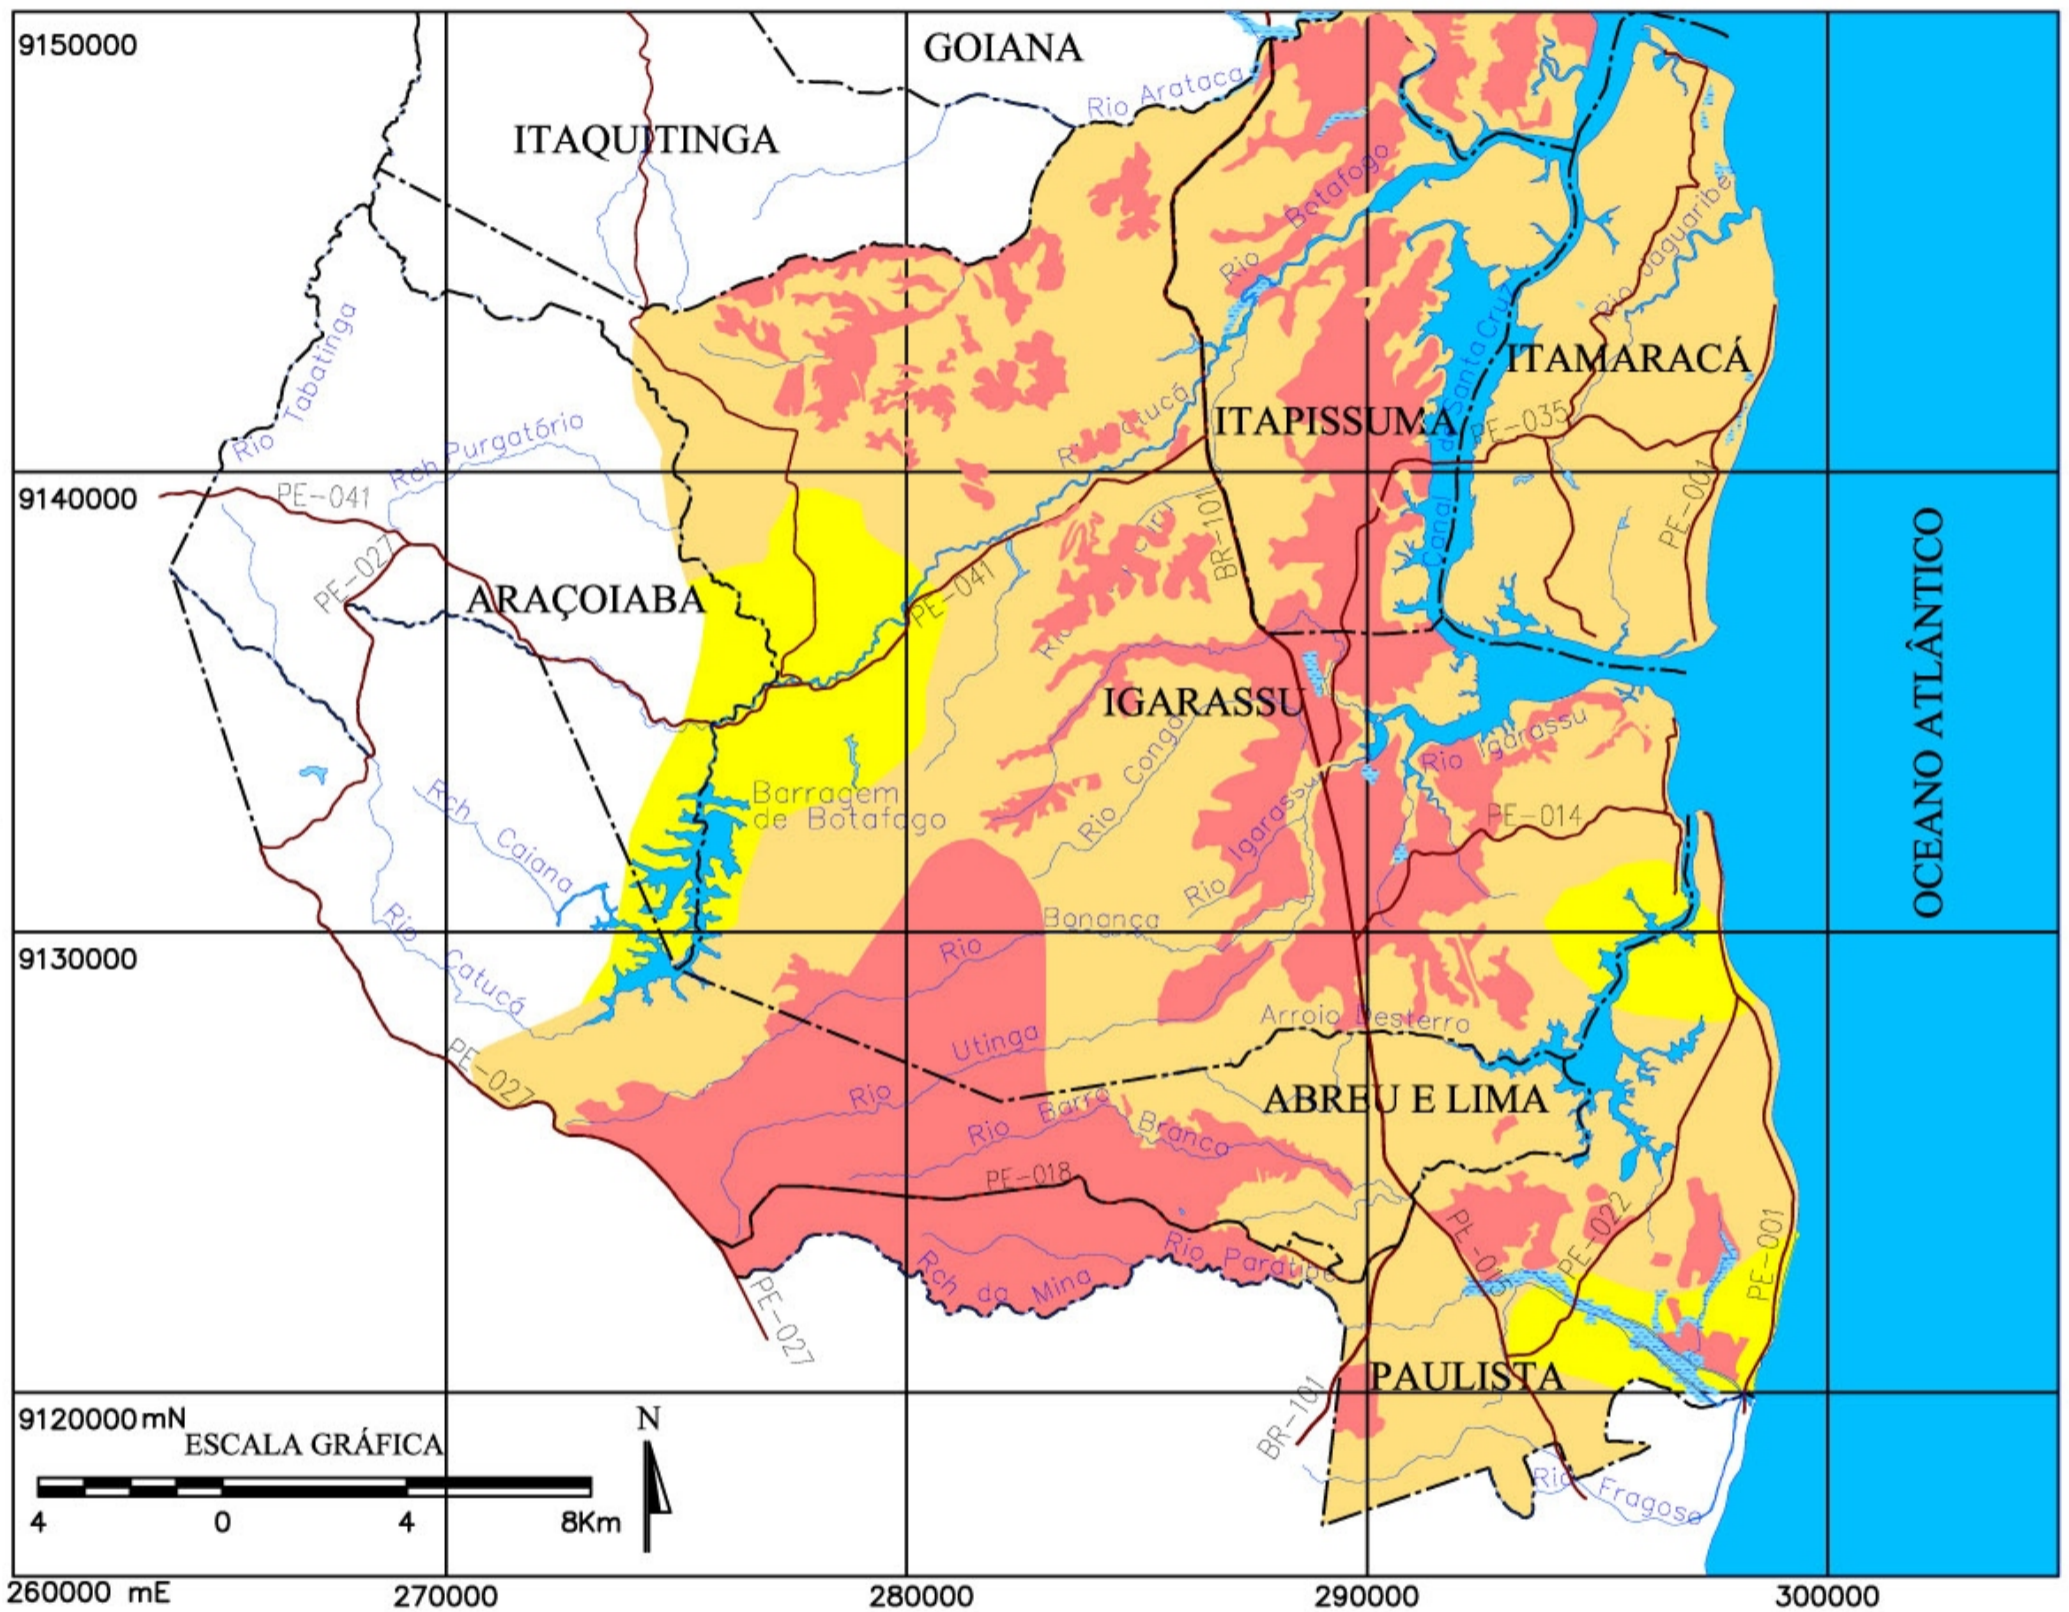 9150000
GOIANA
Rio Arataca
ITAQUITINGA
Botafogo
Rio
Rio Jaguaribe
Rio Tabatinga
Canal de Santa Cruz
ITAMARACÁ
Rch Purgatório
ITAPISSUMA
PE-035
9140000
PE-041
PE-001
BR-101
PE-027
ARAÇOIABA
PE-041
OCEANO ATLÂNTICO
IGARASSU
Rio Conga
Rio Igarassu
Barragem
de Botafogo
PE-014
Rch Caiana
Rio Igarassu
Rio Bonança
9130000
Rio Catucá
Arroio Desterro
Rio Utinga
PE-027
ABREU E LIMA
Rio Barro Branco
PE-018
PE-022
PE-001
Rio Paratibe
Rch da Mina
PE-027
PAULISTA
BR-101
9120000 mN
ESCALA GRÁFICA
N
Rio Fragoso
4 0 4 8Km
260000 mE 270000 280000 290000 300000